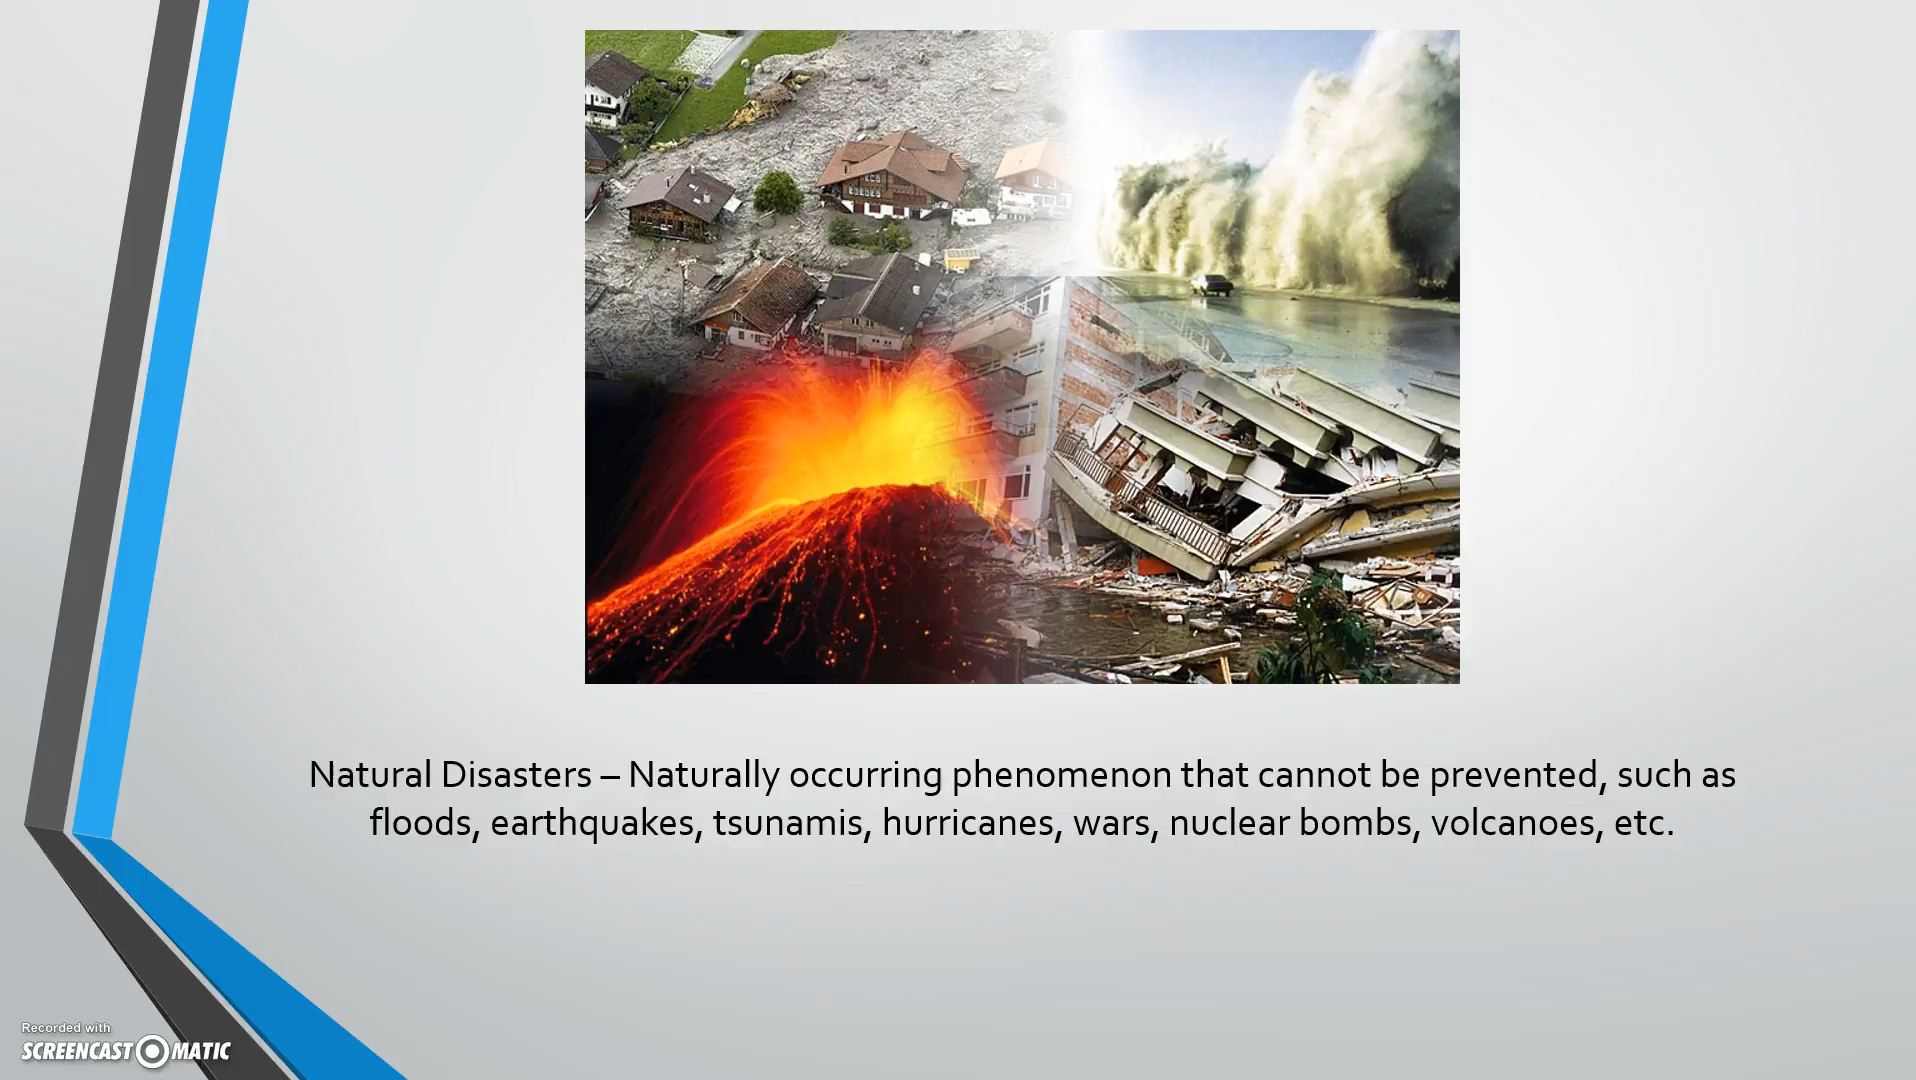 Natural Disasters – Naturally occurring phenomenon that cannot be prevented, such as
floods, earthquakes, tsunamis, hurricanes, wars, nuclear bombs, volcanoes, etc.
Recorded with
SCREENCAST MATIC